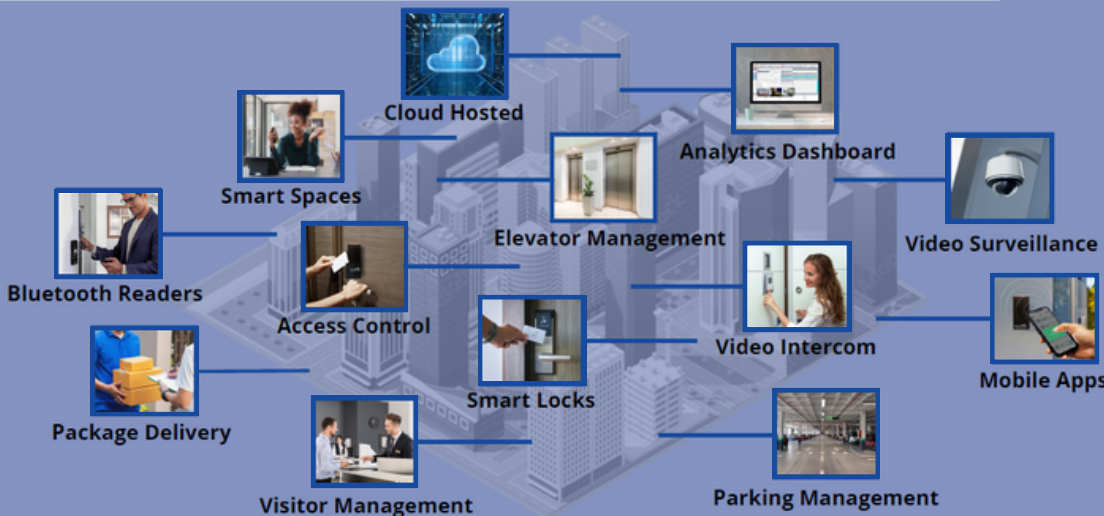 Cloud Hosted
Analytics Dashboard
Smart Spaces
Elevator Management
Video Surveillance
Bluetooth Readers
Access Control
Video Intercom
Mobile Apps
Smart Locks
Package Delivery
Visitor Management
Parking Management